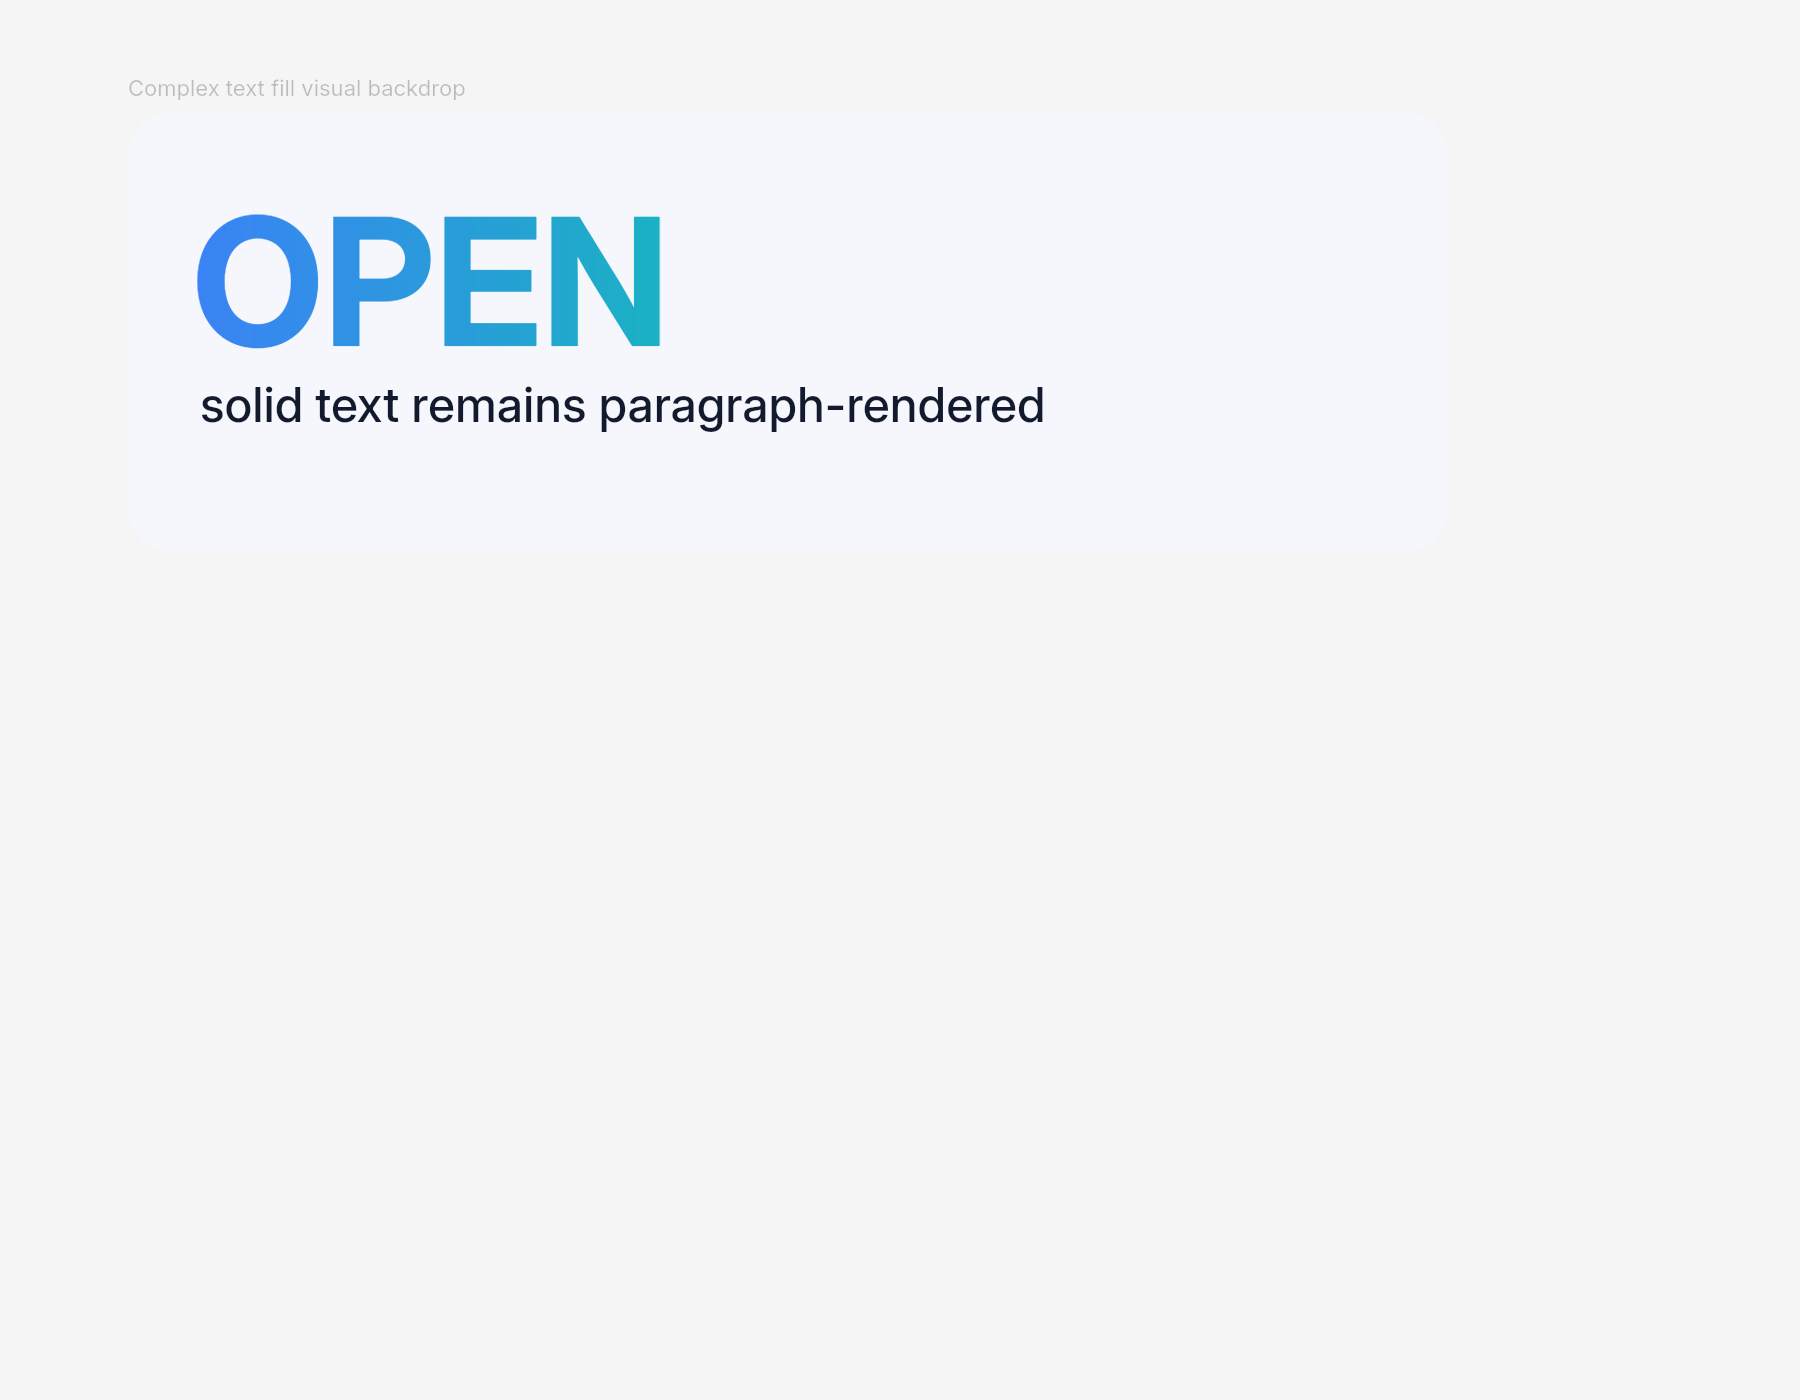 Complex text fill visual backdrop
OPEN
solid text remains paragraph-rendered